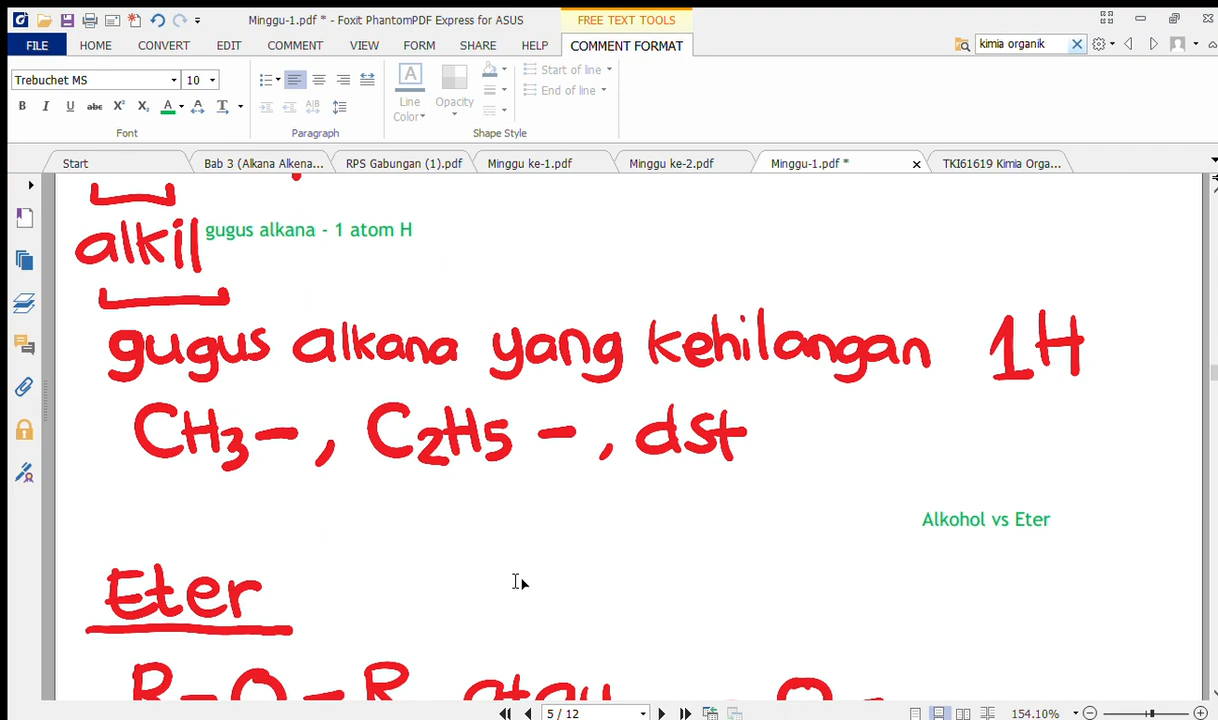 Minggu-1.pdf * - Foxit PhantomPDF Express for ASUS
FREE TEXT TOOLS
FILE HOME CONVERT EDIT COMMENT VIEW FORM SHARE HELP COMMENT FORMAT
kimia organik
Trebuchet MS 10
B I U abc X² X₂ A A T
A
Line Color
Opacity
Start of line
End of line
Font Paragraph Shape Style
Start Bab 3 (Alkana Alkena... RPS Gabungan (1).pdf Minggu ke-1.pdf Minggu ke-2.pdf Minggu-1.pdf * TKI61619 Kimia Orga...
alkil gugus alkana - 1 atom H
gugus alkana yang kehilangan 1H
CH3- , C2H5 - , dst
Alkohol vs Eter
Eter
R-O-R atau
5 / 12
154.10%